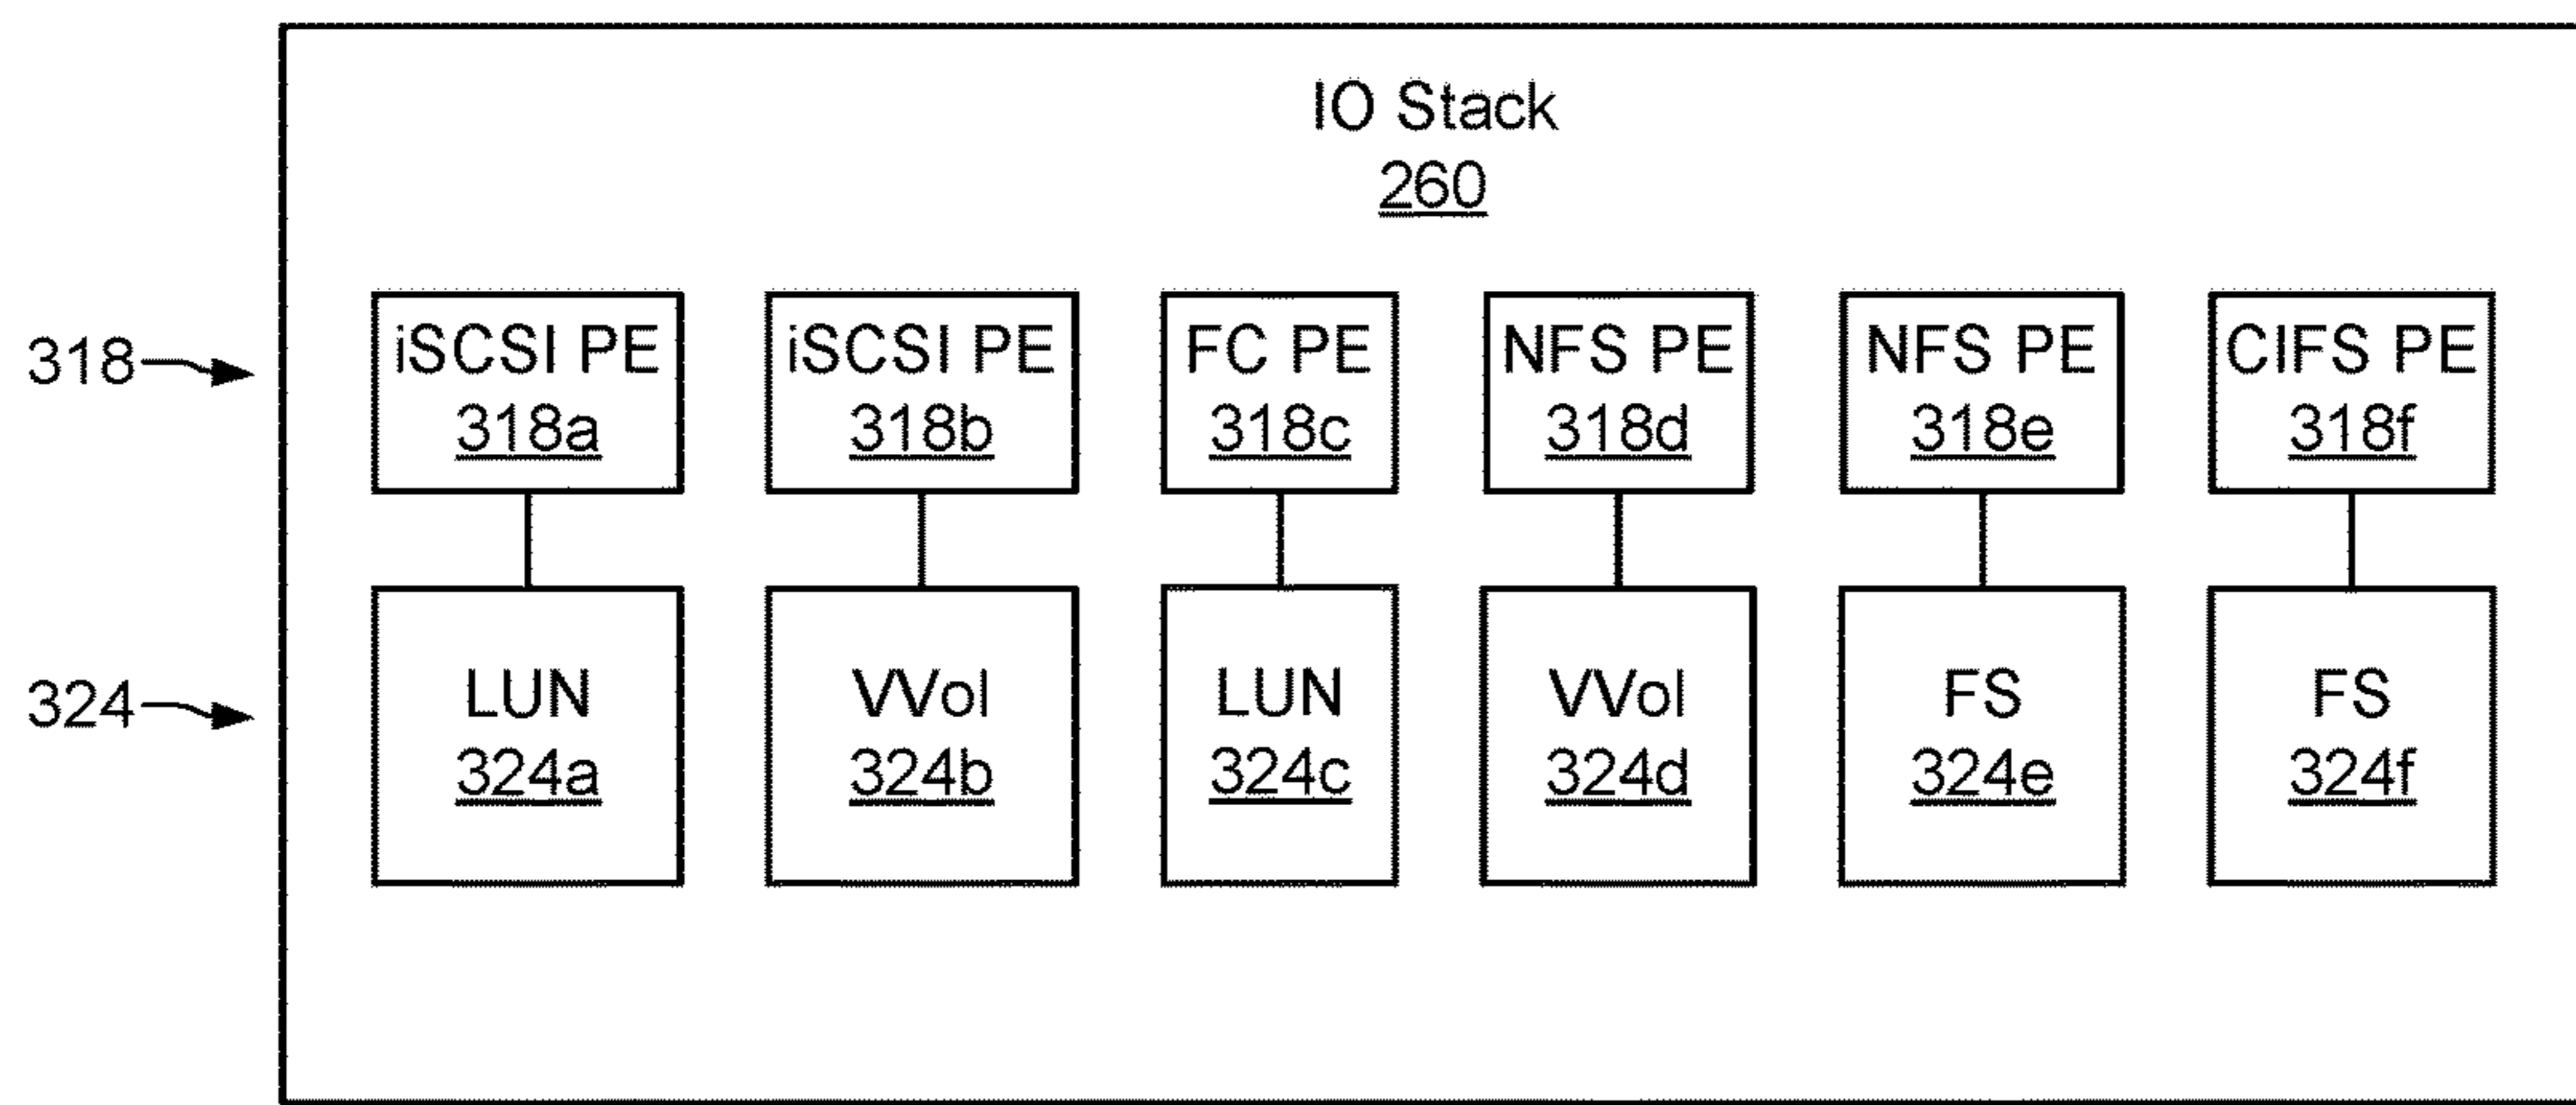 IO Stack
260
318
iSCSI PE
318a
iSCSI PE
318b
FC PE
318c
NFS PE
318d
NFS PE
318e
CIFS PE
318f
324
LUN
324a
VVol
324b
LUN
324c
VVol
324d
FS
324e
FS
324f